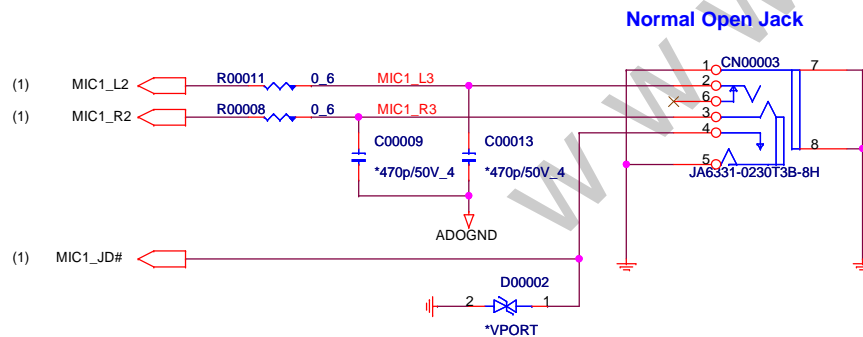 Normal Open Jack
(1) MIC1_L2 R00011 0_6 MIC1_L3 1 CN00003 7
2
(1) MIC1_R2 R00008 0_6 MIC1_R3 6
3
4
C00009 C00013 8
*470p/50V_4 *470p/50V_4 5
JA6331-0230T3B-8H
ADOGND
(1) MIC1_JD#
D00002
2 1
*VPORT
W W W